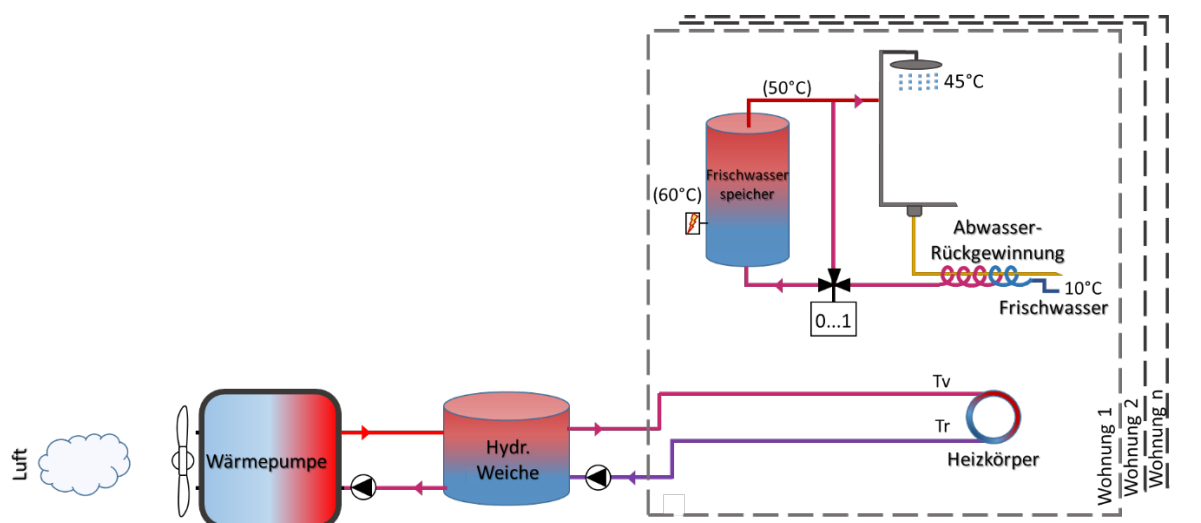 (50°C)
45°C
Frischwasser
speicher
(60°C)
Abwasser-
Rückgewinnung
10°C
Frischwasser
0...1
Tv
Tr
Heizkörper
Wohnung 1
Wohnung 2
Wohnung n
Luft
Wärmepumpe
Hydr.
Weiche